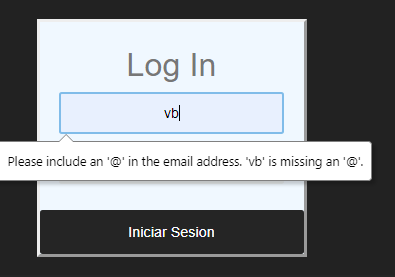 Log In
vb
Please include an '@' in the email address. 'vb' is missing an '@'.
Iniciar Sesion